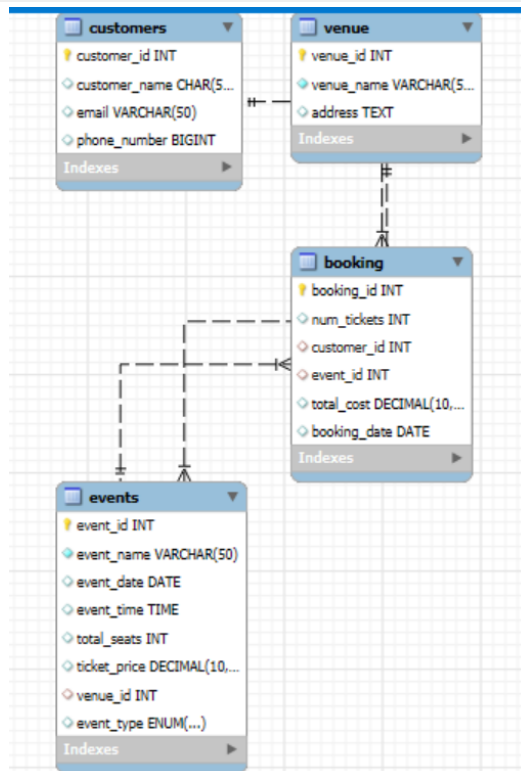 customers
customer_id INT
customer_name CHAR(5...
email VARCHAR(50)
phone_number BIGINT
Indexes
venue
venue_id INT
venue_name VARCHAR(5...
address TEXT
Indexes
booking
booking_id INT
num_tickets INT
customer_id INT
event_id INT
total_cost DECIMAL(10,...
booking_date DATE
Indexes
events
event_id INT
event_name VARCHAR(50)
event_date DATE
event_time TIME
total_seats INT
ticket_price DECIMAL(10,...
venue_id INT
event_type ENUM(...)
Indexes